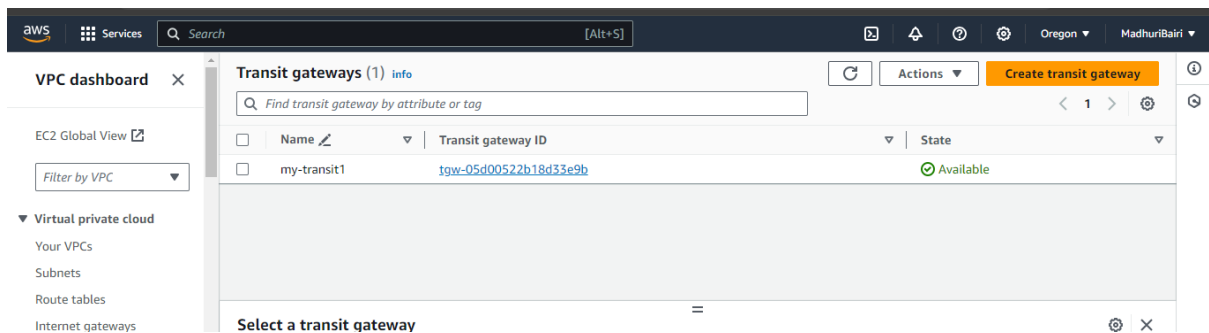 aws Services Search [Alt+S] Oregon MadhuriBairi
VPC dashboard
EC2 Global View
Filter by VPC
Virtual private cloud
Your VPCs
Subnets
Route tables
Internet gateways
Transit gateways (1) info
Actions
Create transit gateway
Find transit gateway by attribute or tag
1
Name Transit gateway ID State
my-transit1 tgw-05d00522b18d33e9b Available
Select a transit gateway